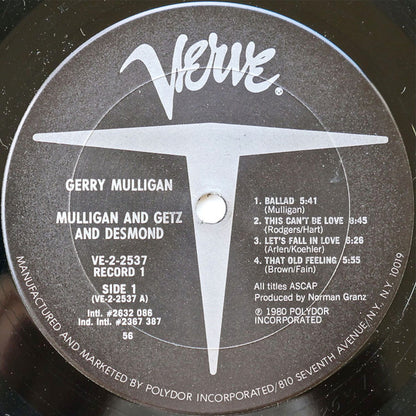 Verve®
GERRY MULLIGAN
MULLIGAN AND GETZ
AND DESMOND
VE-2-2537
RECORD 1
SIDE 1
(VE-2-2537 A)
Intl. #2632 086
Ind. Intl. #2367 387
56
1. BALLAD 5:41
(Mulligan)
2. THIS CAN'T BE LOVE 8:45
(Rodgers/Hart)
3. LET'S FALL IN LOVE 6:26
(Arlen/Koehler)
4. THAT OLD FEELING 5:55
(Brown/Fain)
All titles ASCAP
Produced by Norman Granz
℗ 1980 POLYDOR
INCORPORATED
MANUFACTURED AND MARKETED BY POLYDOR INCORPORATED/810 SEVENTH AVENUE/N.Y. N.Y 10019